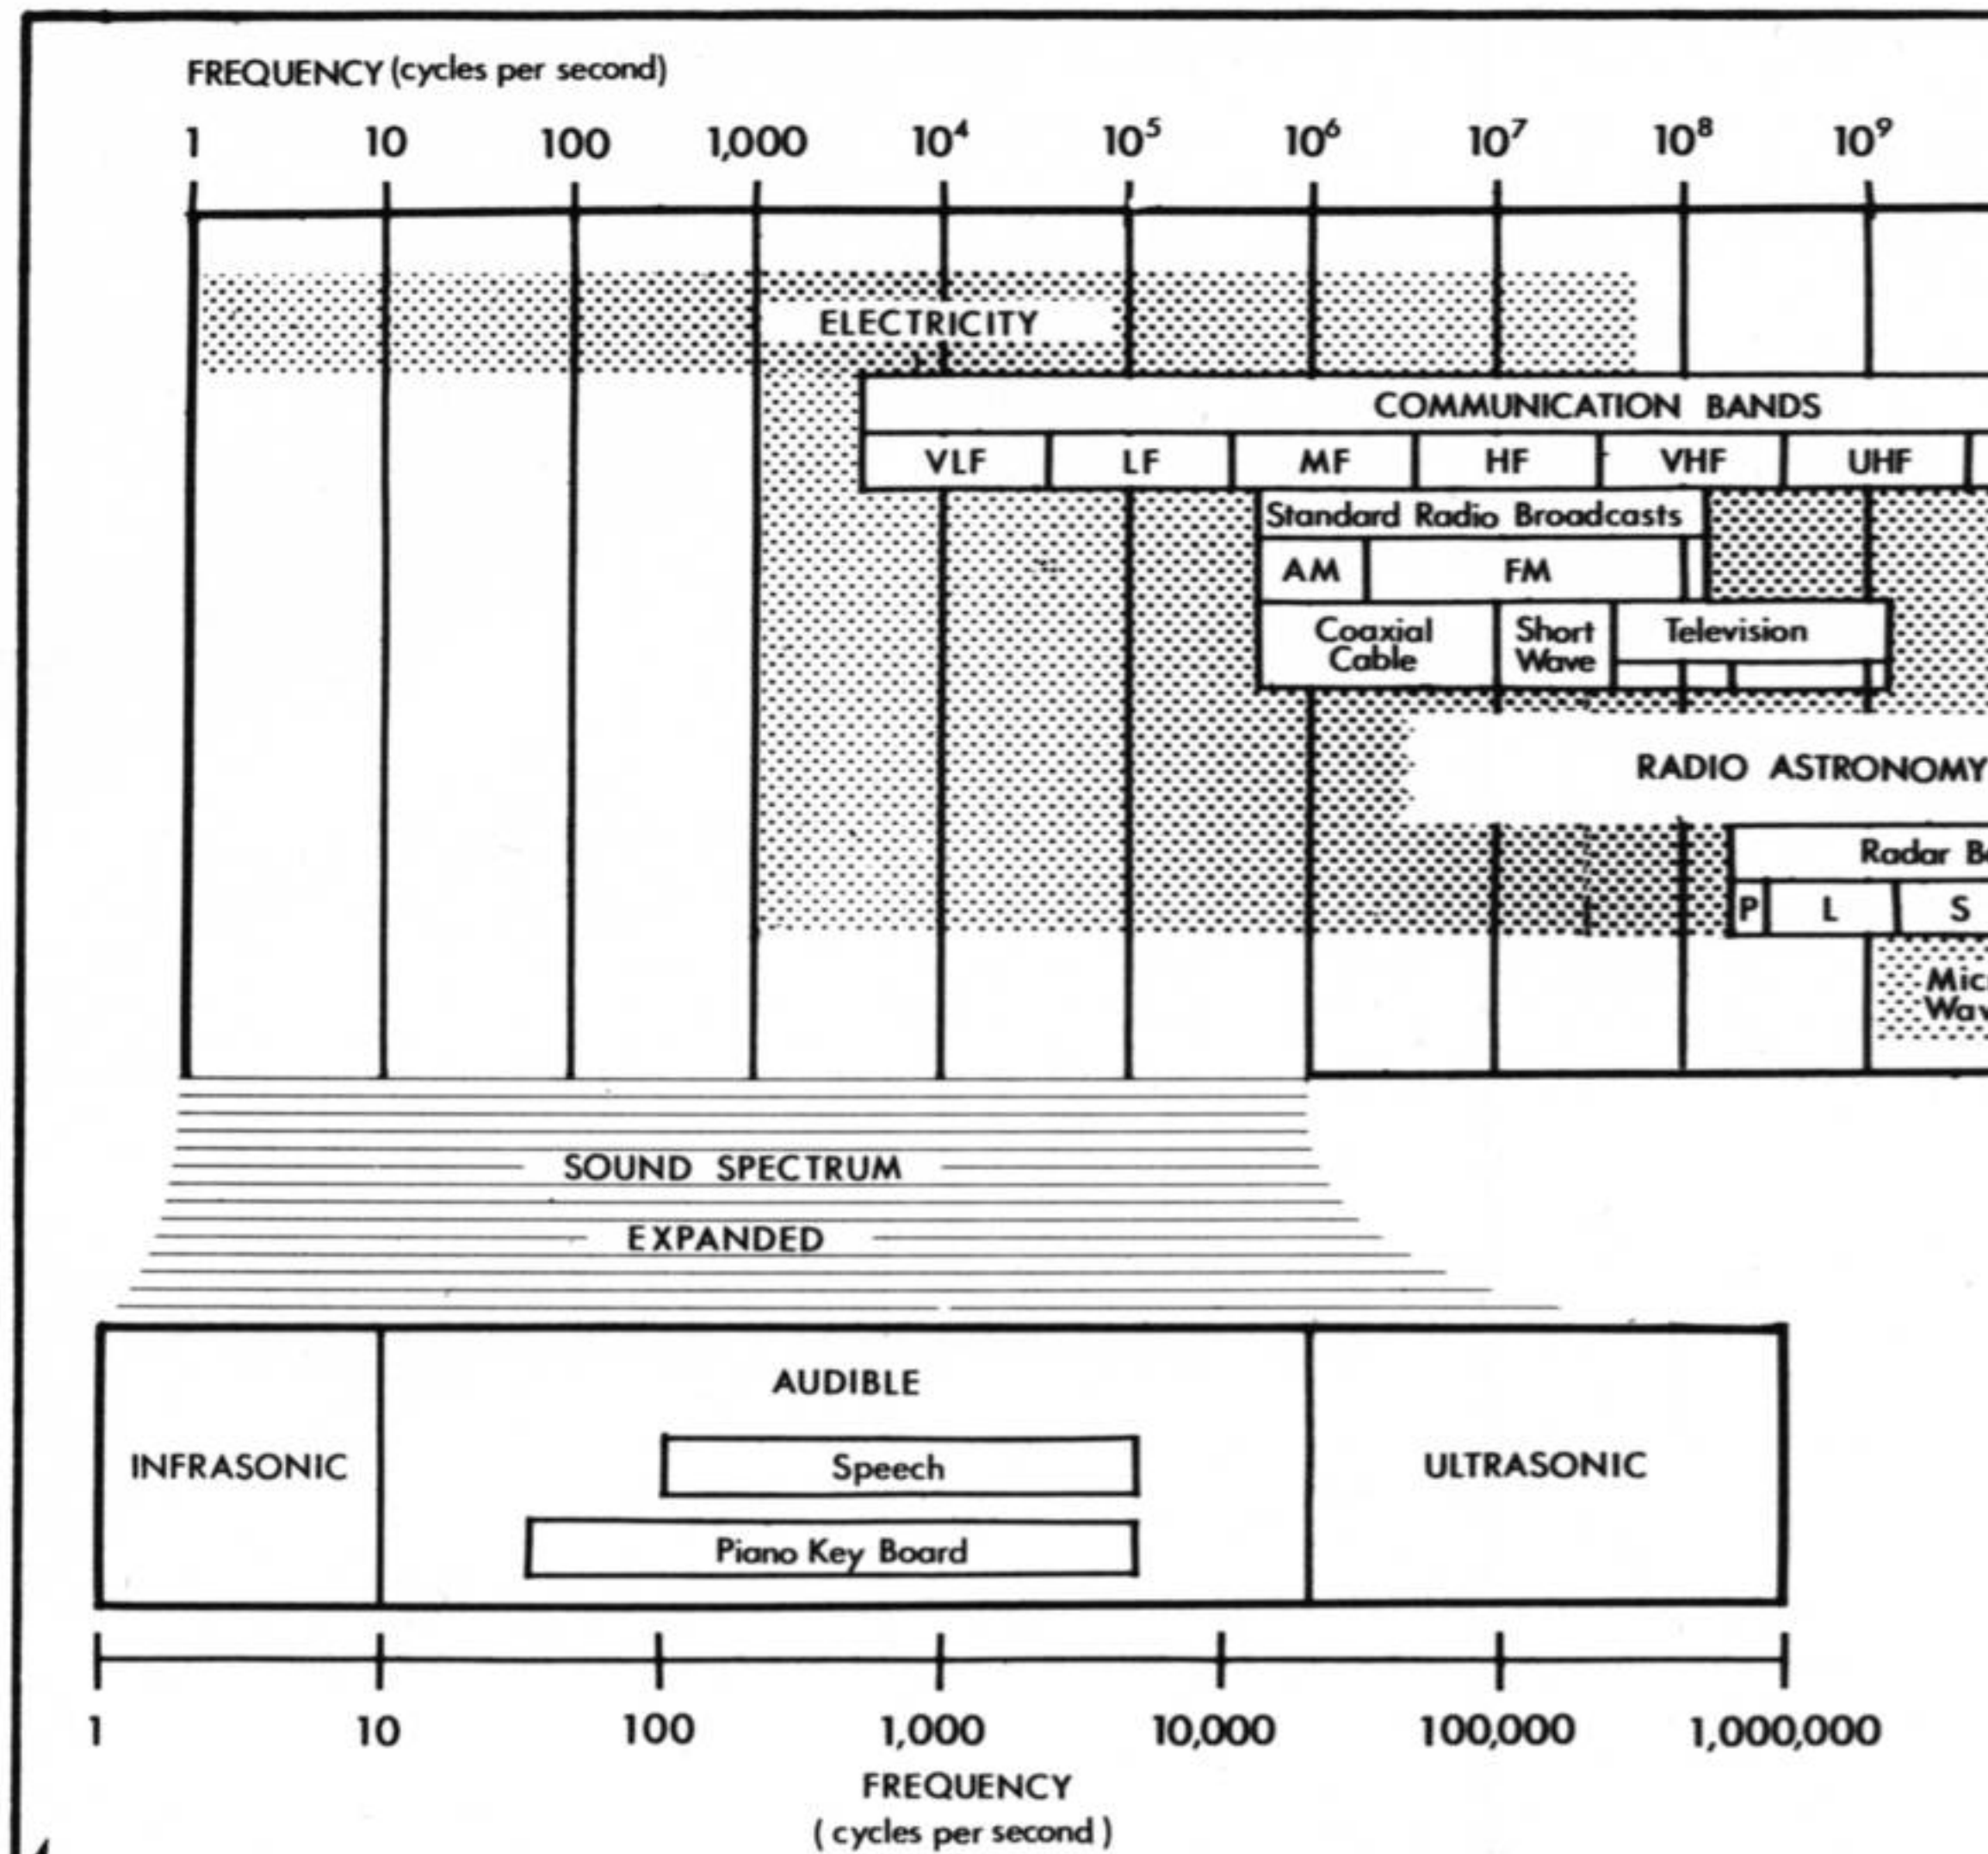 FREQUENCY (cycles per second)
1 10 100 1,000 10⁴ 10⁵ 10⁶ 10⁷ 10⁸ 10⁹
ELECTRICITY
COMMUNICATION BANDS
VLF LF MF HF VHF UHF
Standard Radio Broadcasts
AM FM
Coaxial Cable
Short Wave
Television
RADIO ASTRONOMY
Radar
P L S
SOUND SPECTRUM
EXPANDED
AUDIBLE
INFRASONIC
Speech
ULTRASONIC
Piano Key Board
1 10 100 1,000 10,000 100,000 1,000,000
FREQUENCY
( cycles per second )